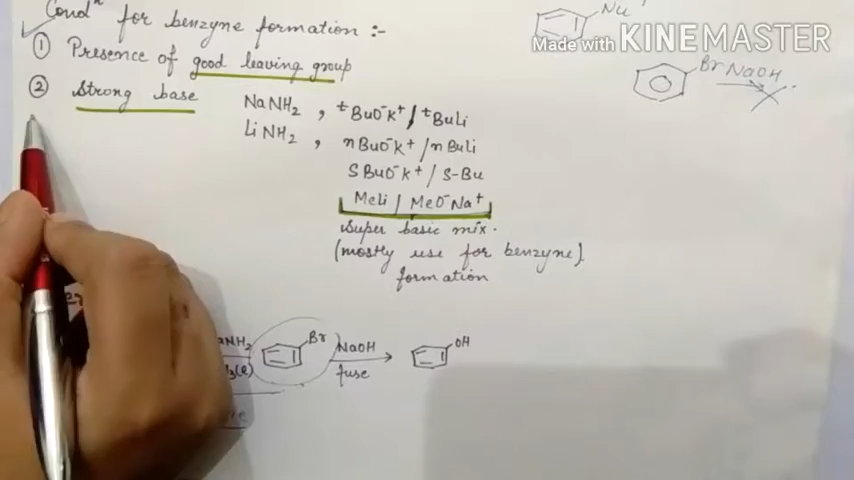 Condⁿ for benzyne formation :-
① Presence of good leaving group
② Strong base
NaNH₂ , ᵗBuO⁻K⁺ / ᵗBuLi
LiNH₂ , nBuO⁻K⁺ / nBuLi
SBuO⁻K⁺ / S-Bu
MeLi / MeO⁻Na⁺
Super basic mix.
(mostly use for benzyne)
formation
Nu
Made with KINEMASTER
Br NaOH
aNH₂ Br NaOH OH
3(l) fuse